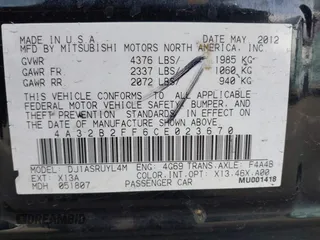 MADE IN U.S.A. DATE MAY 2012
MFD BY MITSUBISHI MOTORS NORTH AMERICA, INC
GVWR 4376 LBS/ 1985 KG
GAWR FR 2337 LBS/ 1060 KG
GAWR RR 2072 LBS/ 940 KG
THIS VEHICLE CONFORMS TO ALL APPLICABLE
FEDERAL MOTOR VEHICLE SAFETY, BUMPER, AND
THEFT PREVENTION STANDARDS IN EFFECT ON
THE DATE OF MANUFACTURE SHOWN ABOVE.
4A32B2FF6CE023670
MODEL: DJ1ASRUYL4M ENG: 4G69 TRANS.AXLE: F4A4B
EXT: X13A COLOR.INT.OPT: X13.46X.A00
MDH 051807 PASSENGER CAR
MU001418